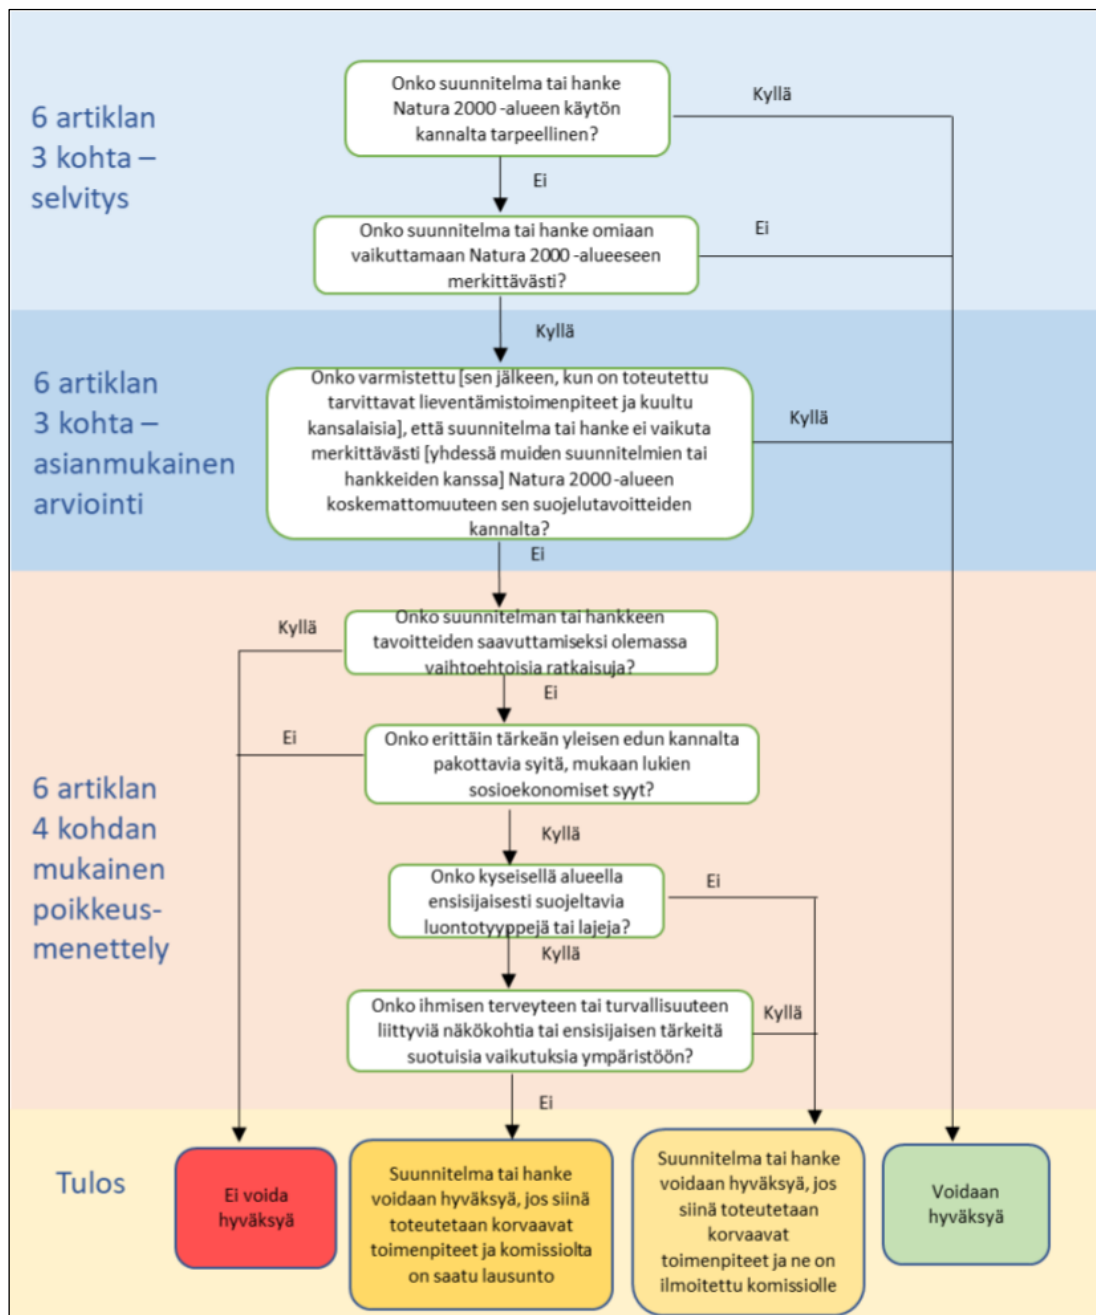 6 artiklan
3 kohta –
selvitys
Onko suunnitelma tai hanke
Natura 2000 -alueen käytön
kannalta tarpeellinen?
Kyllä
Ei
Onko suunnitelma tai hanke omiaan
vaikuttamaan Natura 2000 -alueeseen
merkittävästi?
Ei
Kyllä
6 artiklan
3 kohta –
asianmukainen
arviointi
Onko varmistettu [sen jälkeen, kun on toteutettu
tarvittavat lieventämistoimenpiteet ja kuultu
kansalaisia], että suunnitelma tai hanke ei vaikuta
merkittävästi [yhdessä muiden suunnitelmien tai
hankkeiden kanssa] Natura 2000 -alueen
koskemattomuuteen sen suojelutavoitteiden
kannalta?
Kyllä
Ei
6 artiklan
4 kohdan
mukainen
poikkeus-
menettely
Onko suunnitelman tai hankkeen
tavoitteiden saavuttamiseksi olemassa
vaihtoehtoisia ratkaisuja?
Kyllä
Ei
Onko erittäin tärkeän yleisen edun kannalta
pakottavia syitä, mukaan lukien
sosioekonomiset syyt?
Ei
Kyllä
Onko kyseisellä alueella
ensisijaisesti suojeltavia
luontotyyppejä tai lajeja?
Ei
Kyllä
Onko ihmisen terveyteen tai turvallisuuteen
liittyviä näkökohtia tai ensisijaisen tärkeitä
suotuisia vaikutuksia ympäristöön?
Kyllä
Ei
Tulos
Ei voida
hyväksyä
Suunnitelma tai hanke
voidaan hyväksyä, jos siinä
toteutetaan korvaavat
toimenpiteet ja komissiolta
on saatu lausunto
Suunnitelma tai hanke
voidaan hyväksyä, jos
siinä toteutetaan
korvaavat
toimenpiteet ja ne on
ilmoitettu komissiolle
Voidaan
hyväksyä